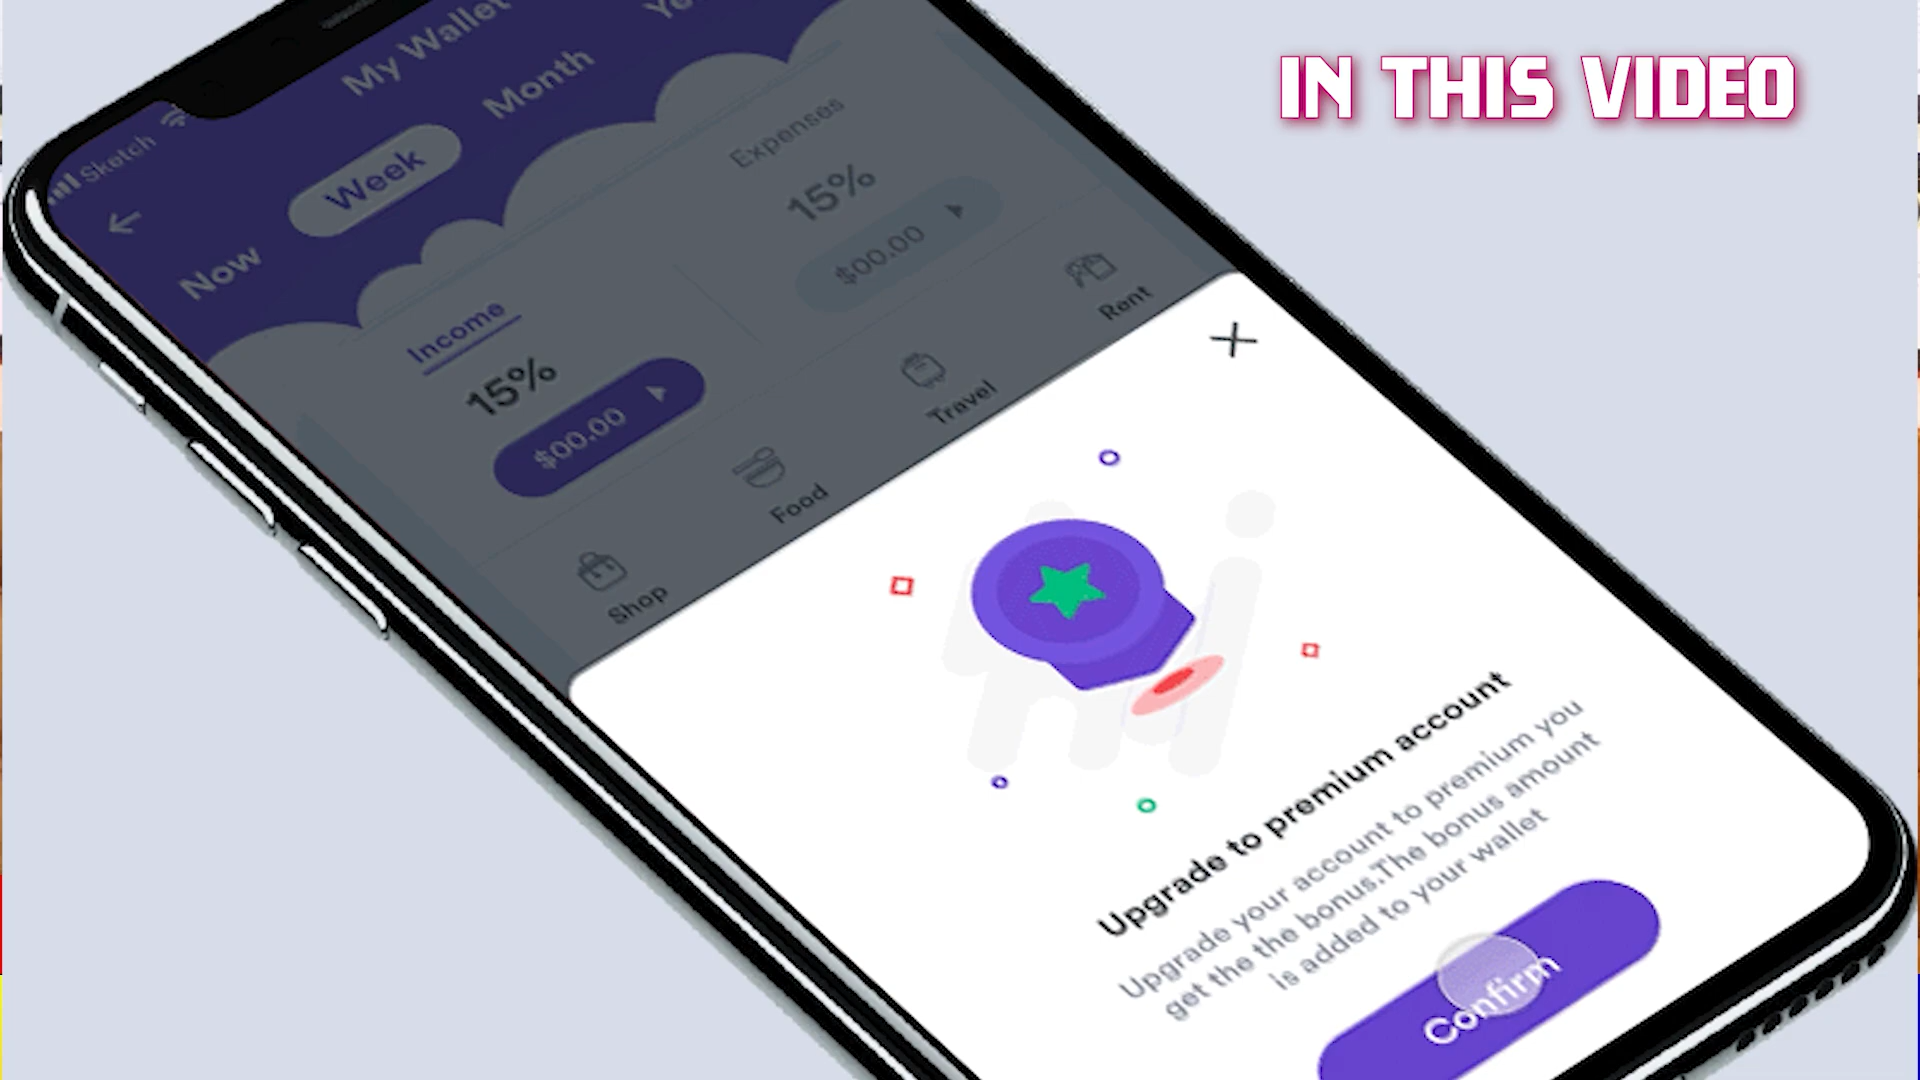 IN THIS VIDEO
Sketch
My Wallet
Now
Week
Month
Income
15%
$00.00
Expenses
15%
$00.00
Shop
Food
Travel
Rent
Upgrade to premium account
Upgrade your account to premium you
get the the bonus.The bonus amount
is added to your wallet
Confirm